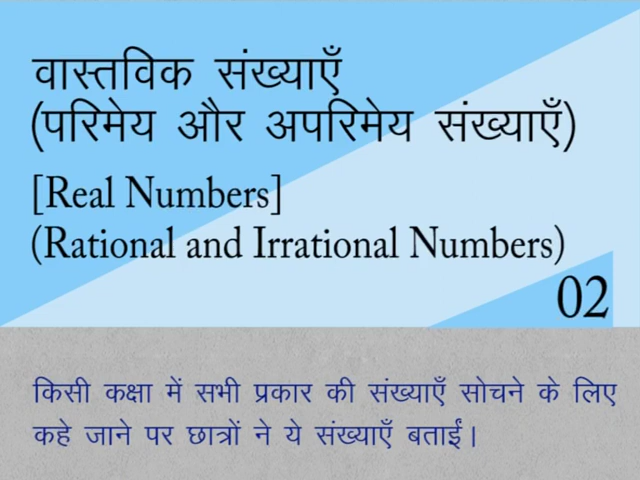 वास्तविक संख्याएँ
(परिमेय और अपरिमेय संख्याएँ)
[Real Numbers]
(Rational and Irrational Numbers)
02
किसी कक्षा में सभी प्रकार की संख्याएँ सोचने के लिए
कहे जाने पर छात्रों ने ये संख्याएँ बताईं।